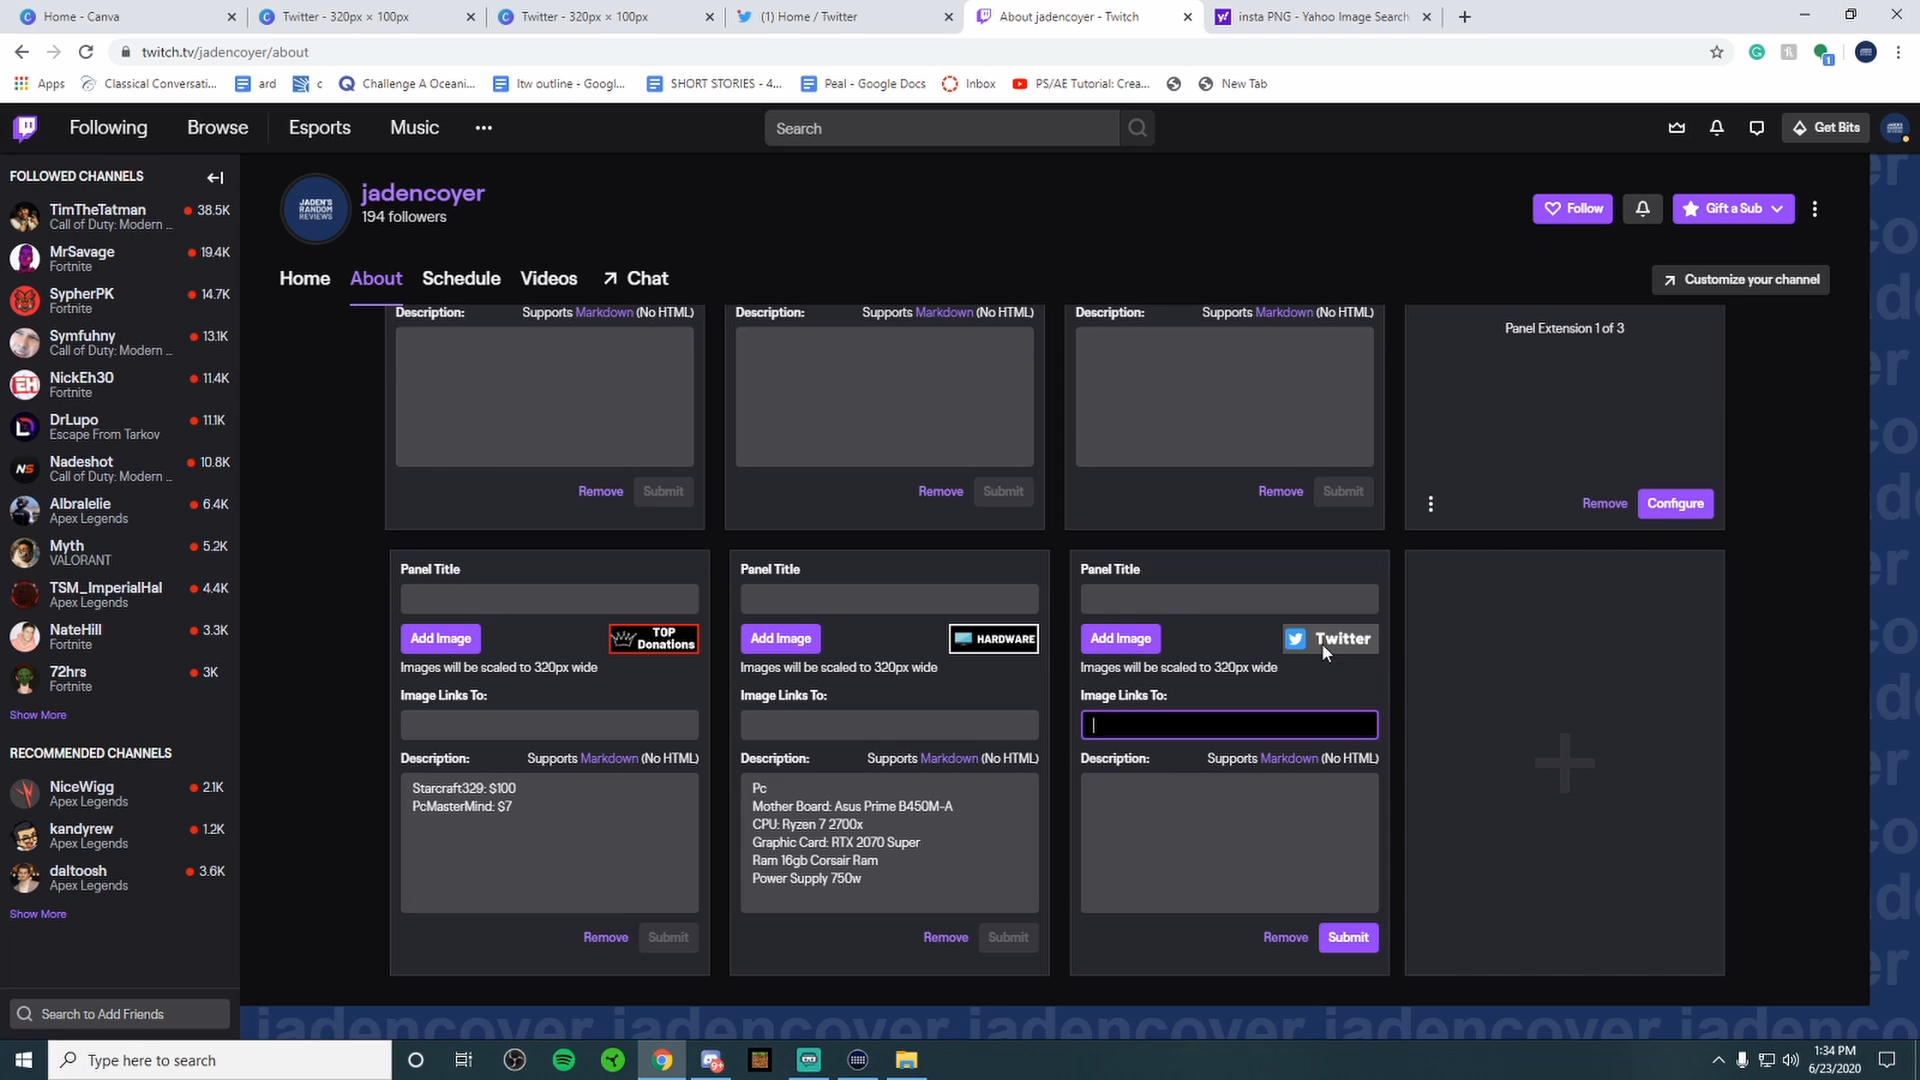 Home - Canva
Twitter - 320px × 100px
Twitter - 320px × 100px
(1) Home / Twitter
About jadencoyer - Twitch
insta PNG - Yahoo Image Search
twitch.tv/jadencoyer/about
1
Apps
Classical Conversati...
ard
c
Challenge A Oceani...
ltw outline - Googl...
SHORT STORIES - 4...
Peal - Google Docs
Inbox
PS/AE Tutorial: Crea...
New Tab
Following
Browse
Esports
Music
Search
Get Bits
FOLLOWED CHANNELS
TimTheTatman
38.5K
Call of Duty: Modern ...
MrSavage
19.4K
Fortnite
SypherPK
14.7K
Fortnite
Symfuhny
13.1K
Call of Duty: Modern ...
NickEh30
11.4K
Fortnite
DrLupo
11.1K
Escape From Tarkov
Nadeshot
10.8K
Call of Duty: Modern ...
Albralelie
6.4K
Apex Legends
Myth
5.2K
VALORANT
TSM_ImperialHal
4.4K
Apex Legends
NateHill
3.3K
Fortnite
72hrs
3K
Fortnite
Show More
RECOMMENDED CHANNELS
NiceWigg
2.1K
Apex Legends
kandyrew
1.2K
Apex Legends
daltoosh
3.6K
Apex Legends
Show More
Search to Add Friends
JADEN'S
RANDOM
REVIEWS
jadencoyer
194 followers
Follow
Gift a Sub
Home
About
Schedule
Videos
Chat
Customize your channel
Description:
Supports Markdown (No HTML)
Description:
Supports Markdown (No HTML)
Description:
Supports Markdown (No HTML)
Panel Extension 1 of 3
Remove
Submit
Remove
Submit
Remove
Submit
Remove
Configure
Panel Title
Add Image
TOP
Donations
Images will be scaled to 320px wide
Image Links To:
Description:
Supports Markdown (No HTML)
Starcraft329: $100
PcMasterMind: $7
Remove
Submit
Panel Title
Add Image
HARDWARE
Images will be scaled to 320px wide
Image Links To:
Description:
Supports Markdown (No HTML)
Pc
Mother Board: Asus Prime B450M-A
CPU: Ryzen 7 2700x
Graphic Card: RTX 2070 Super
Ram 16gb Corsair Ram
Power Supply 750w
Remove
Submit
Panel Title
Add Image
Twitter
Images will be scaled to 320px wide
Image Links To:
Description:
Supports Markdown (No HTML)
Remove
Submit
jadencoyer jadencoyer jadencoyer jadenco
Type here to search
1:34 PM
6/23/2020